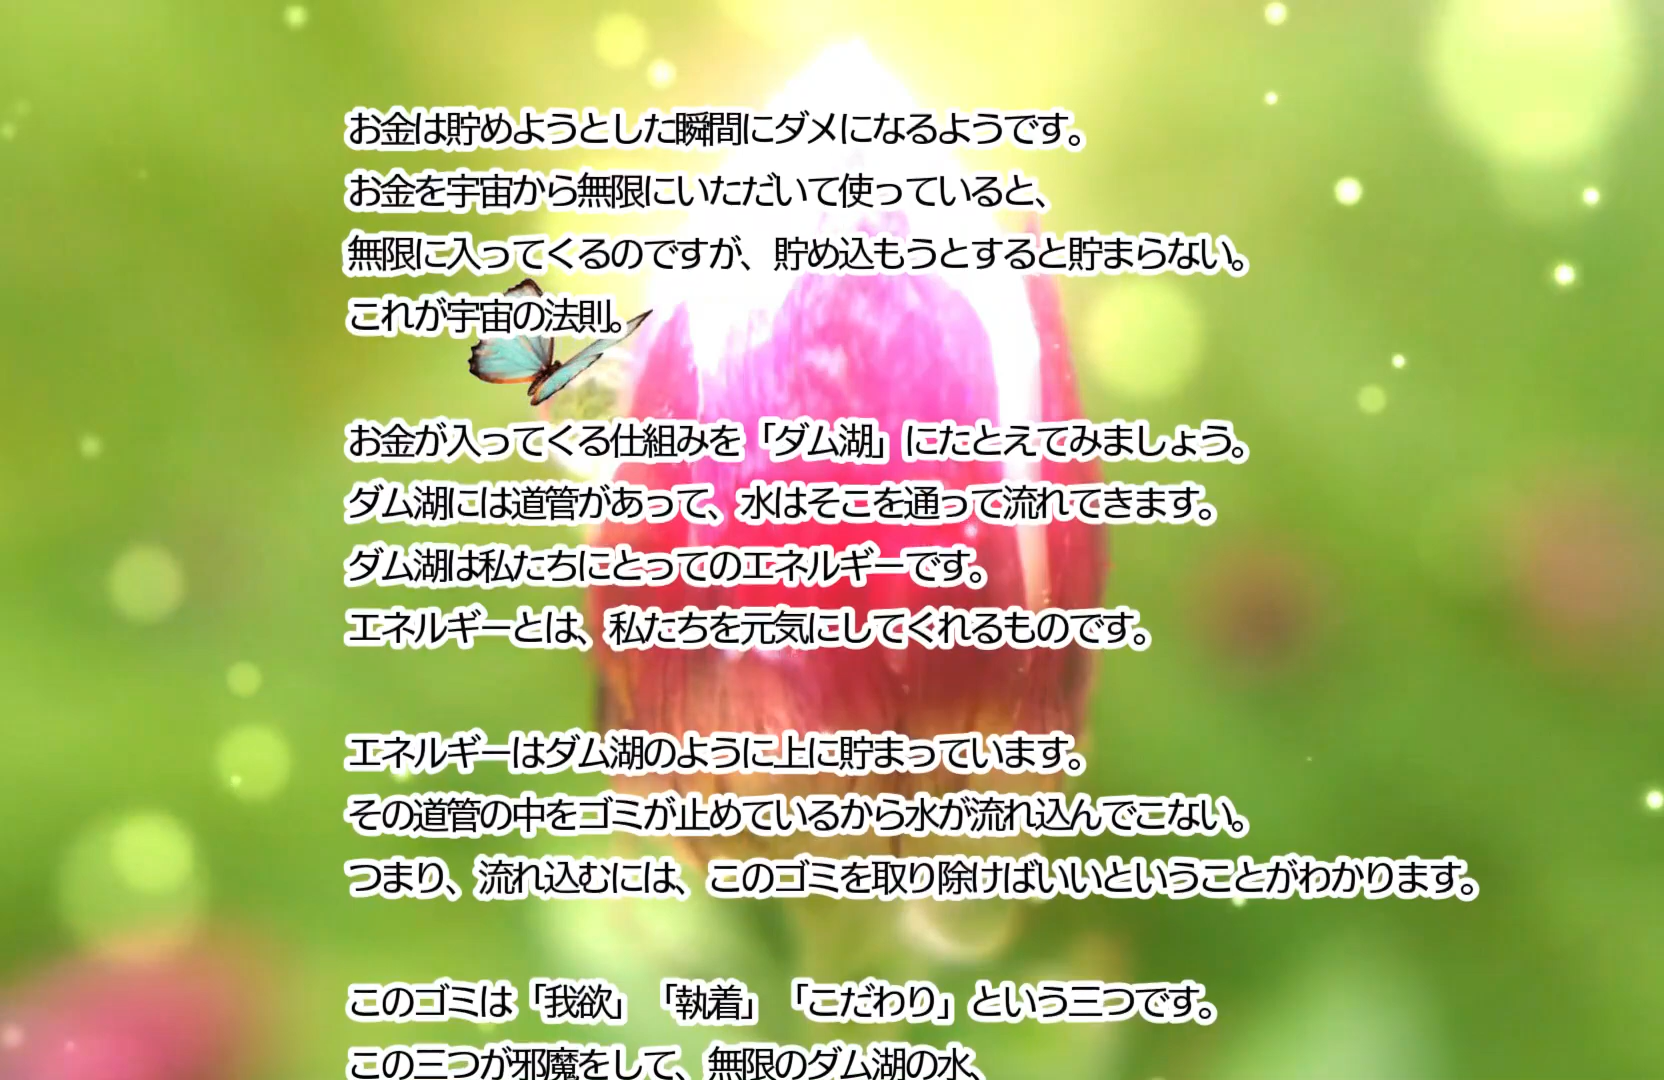 お金は貯めようとした瞬間にダメになるようです。
お金を宇宙から無限にいただいて使っていると、
無限に入ってくるのですが、貯め込もうとすると貯まらない。
これが宇宙の法則。
お金が入ってくる仕組みを「ダム湖」にたとえてみましょう。
ダム湖には道管があって、水はそこを通って流れてきます。
ダム湖は私たちにとってのエネルギーです。
エネルギーとは、私たちを元気にしてくれるものです。
エネルギーはダム湖のように上に貯まっています。
その道管の中をゴミが止めているから水が流れ込んでこない。
つまり、流れ込むには、このゴミを取り除けばいいということがわかります。
このゴミは「我欲」「執着」「こだわり」という三つです。
この三つが邪魔をして、無限のダム湖の水、